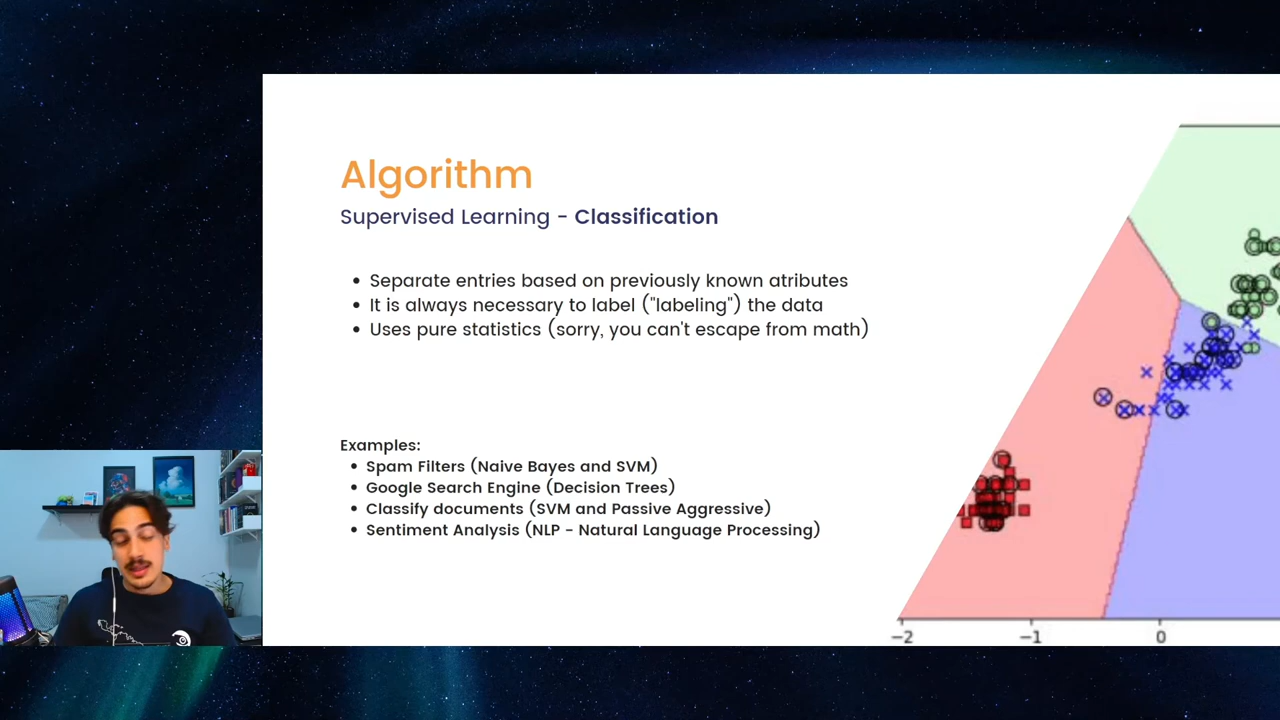 Algorithm
Supervised Learning - Classification
• Separate entries based on previously known atributes
• It is always necessary to label ("labeling") the data
• Uses pure statistics (sorry, you can't escape from math)
Examples:
• Spam Filters (Naive Bayes and SVM)
• Google Search Engine (Decision Trees)
• Classify documents (SVM and Passive Aggressive)
• Sentiment Analysis (NLP - Natural Language Processing)
−2 −1 0